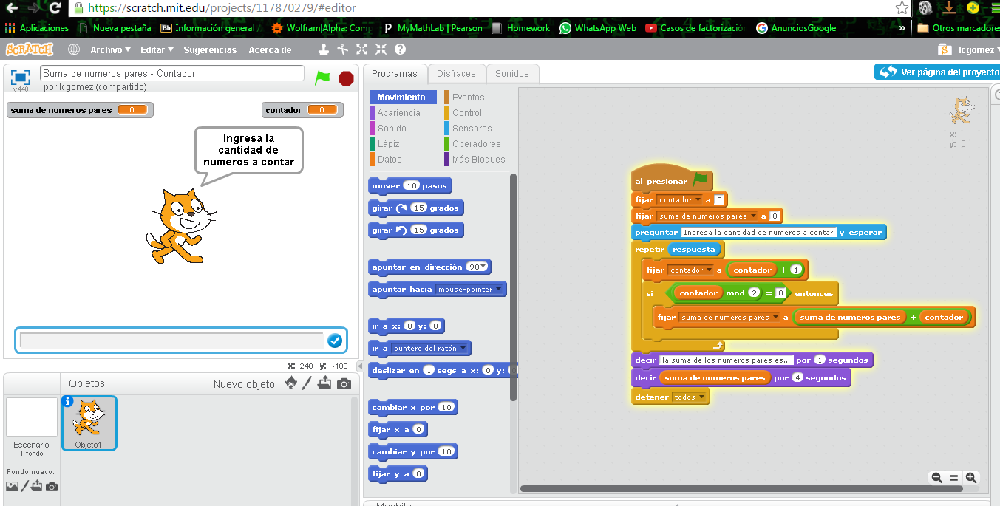 https://scratch.mit.edu/projects/117870279/#editor
Aplicaciones Nueva pestaña Bb Información general Wolfram|Alpha: Com MyMathLab | Pearson Homework WhatsApp Web Casos de factorizació AnunciosGoogle » Otros marcadores
SCRATCH Archivo Editar Sugerencias Acerca de lcgomez
Suma de numeros pares - Contador
por lcgomez (compartido)
v448
Programas Disfraces Sonidos
Ver página del proyecto
suma de numeros pares 0
contador 0
Ingresa la
cantidad de
numeros a contar
x: 240 y: -180
Objetos Nuevo objeto:
Objeto1
Escenario
1 fondo
Fondo nuevo:
Movimiento Eventos
Apariencia Control
Sonido Sensores
Lápiz Operadores
Datos Más Bloques
mover 10 pasos
girar 15 grados
girar 15 grados
apuntar en dirección 90
apuntar hacia mouse-pointer
ir a x: 0 y: 0
ir a puntero del ratón
deslizar en 1 segs a x: 0 y:
cambiar x por 10
fijar x a 0
cambiar y por 10
fijar y a 0
x: 0
y: 0
al presionar
fijar contador a 0
fijar suma de numeros pares a 0
preguntar Ingresa la cantidad de numeros a contar y esperar
repetir respuesta
fijar contador a contador + 1
si contador mod 2 = 0 entonces
fijar suma de numeros pares a suma de numeros pares + contador
decir la suma de los numeros pares es... por 1 segundos
decir suma de numeros pares por 4 segundos
detener todos